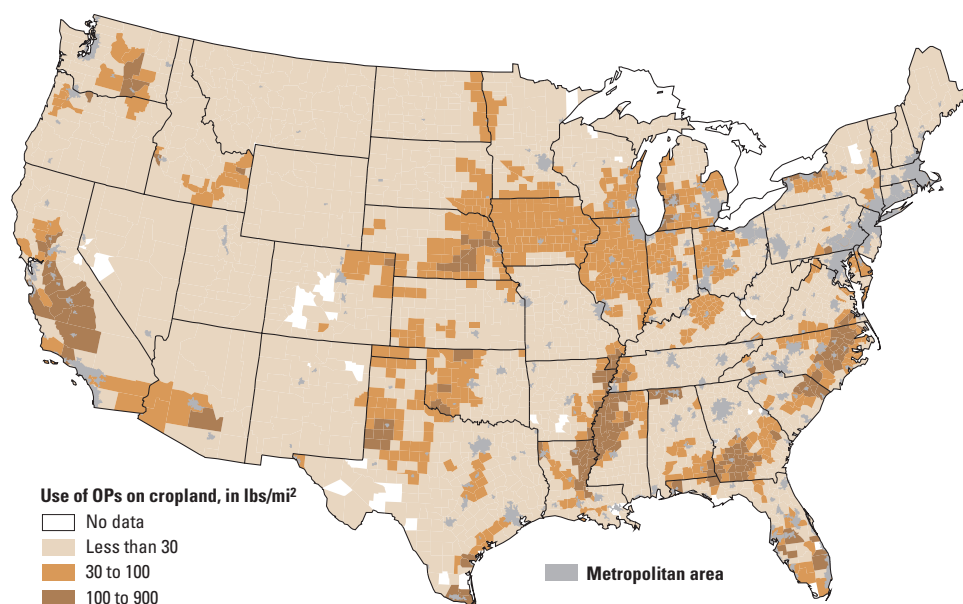 Use of OPs on cropland, in lbs/mi²
No data
Less than 30
30 to 100
100 to 900
Metropolitan area